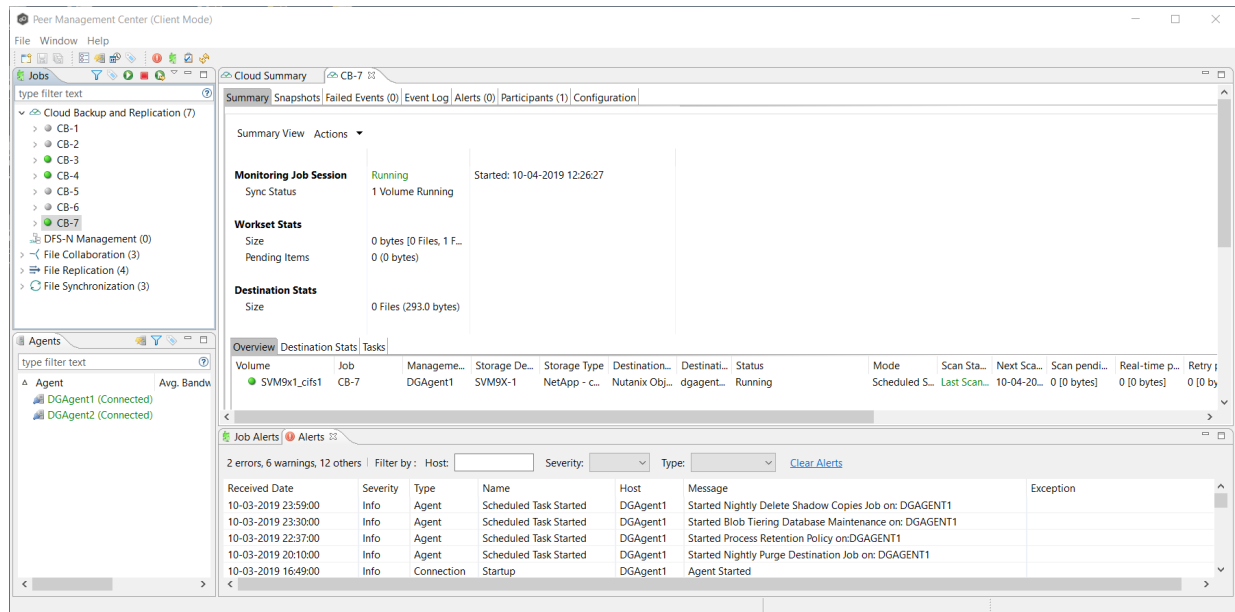 Peer Management Center (Client Mode)
File Window Help
Jobs
type filter text
Cloud Backup and Replication (7)
CB-1
CB-2
CB-3
CB-4
CB-5
CB-6
CB-7
DFS-N Management (0)
File Collaboration (3)
File Replication (4)
File Synchronization (3)
Agents
type filter text
Agent Avg. Bandw
DGAgent1 (Connected)
DGAgent2 (Connected)
Cloud Summary CB-7
Summary Snapshots Failed Events (0) Event Log Alerts (0) Participants (1) Configuration
Summary View Actions
Monitoring Job Session Running Started: 10-04-2019 12:26:27
Sync Status 1 Volume Running
Workset Stats
Size 0 bytes [0 Files, 1 F...
Pending Items 0 (0 bytes)
Destination Stats
Size 0 Files (293.0 bytes)
Overview Destination Stats Tasks
Volume Job Manageme... Storage De... Storage Type Destination... Destinati... Status Mode Scan Sta... Next Sca... Scan pendi... Real-time p... Retry p
SVM9x1_cifs1 CB-7 DGAgent1 SVM9X-1 NetApp - c... Nutanix Obj... dgagent... Running Scheduled S... Last Scan... 10-04-20... 0 [0 bytes] 0 [0 bytes] 0 [0 by
Job Alerts Alerts
2 errors, 6 warnings, 12 others Filter by : Host: Severity: Type: Clear Alerts
Received Date Severity Type Name Host Message Exception
10-03-2019 23:59:00 Info Agent Scheduled Task Started DGAgent1 Started Nightly Delete Shadow Copies Job on: DGAGENT1
10-03-2019 23:30:00 Info Agent Scheduled Task Started DGAgent1 Started Blob Tiering Database Maintenance on: DGAGENT1
10-03-2019 22:37:00 Info Agent Scheduled Task Started DGAgent1 Started Process Retention Policy on:DGAGENT1
10-03-2019 20:10:00 Info Agent Scheduled Task Started DGAgent1 Started Nightly Purge Destination Job on: DGAGENT1
10-03-2019 16:49:00 Info Connection Startup DGAgent1 Agent Started